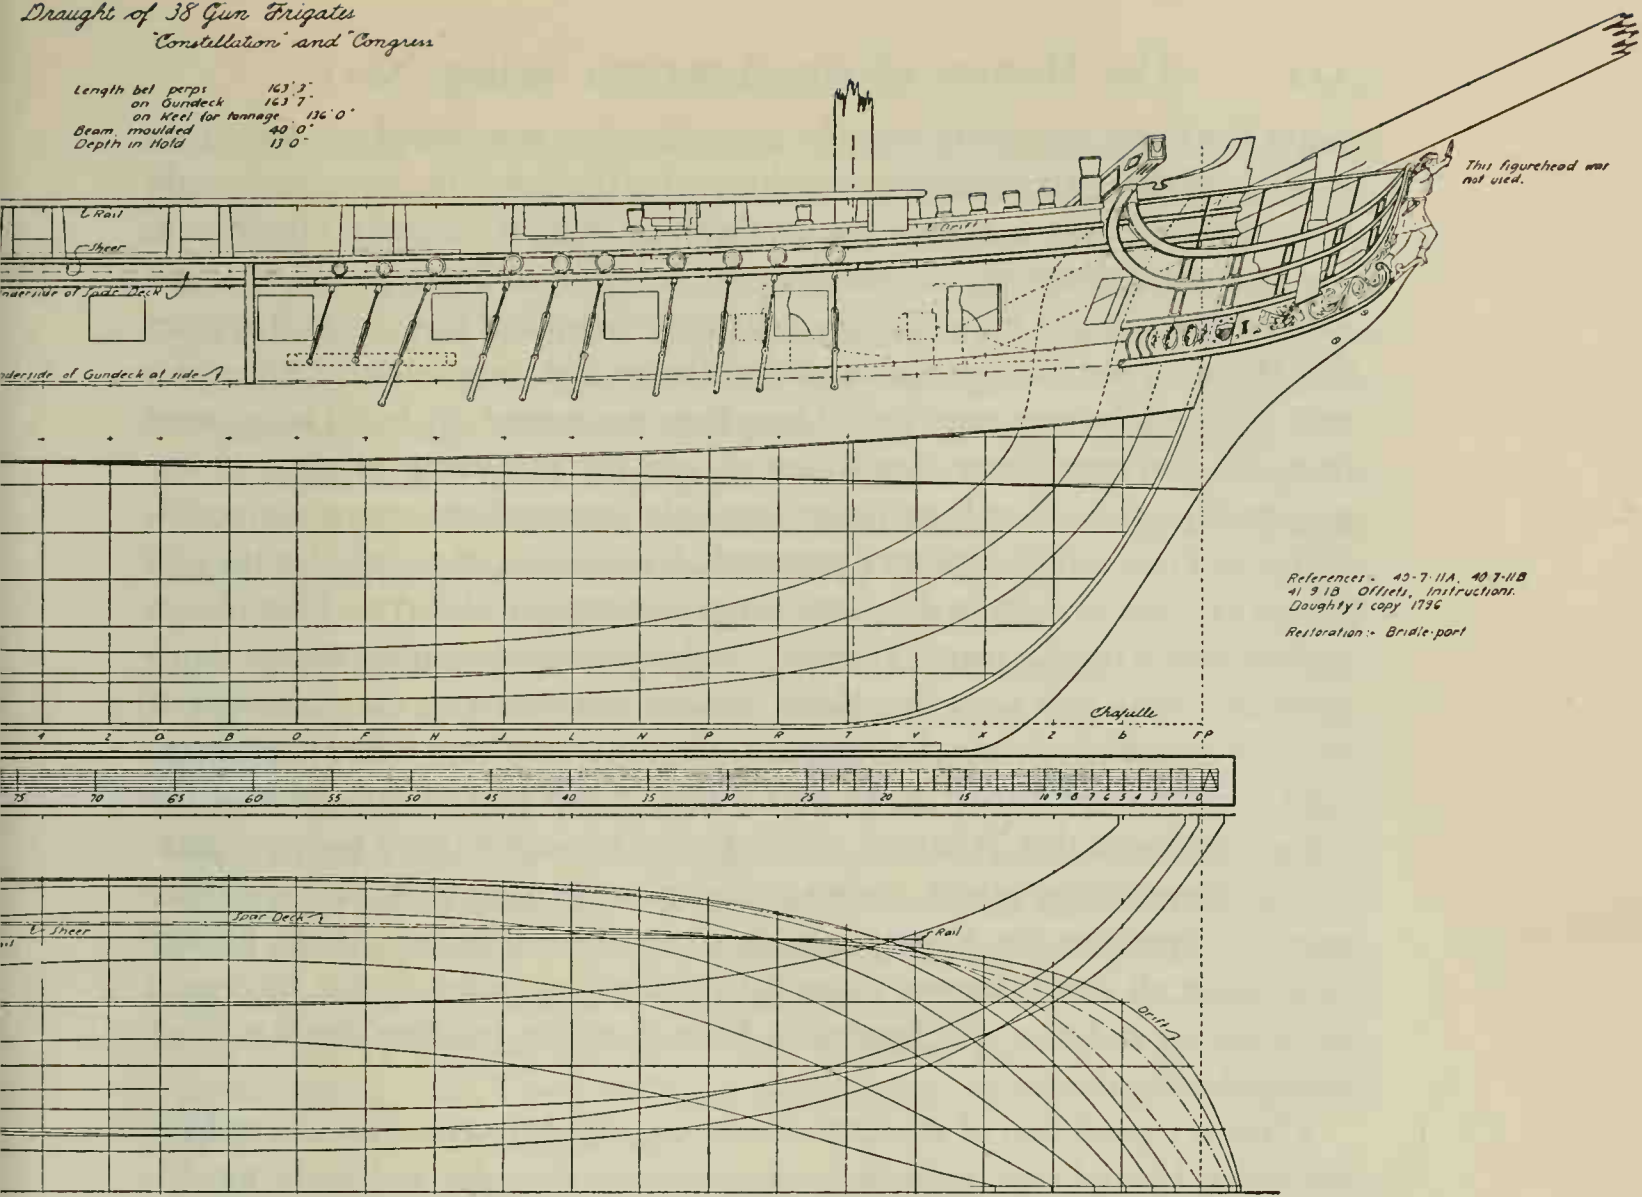 Draught of 38 Gun Frigates
"Constellation" and "Congress
Length bet perps 163' 3"
on Gundeck 163' 7"
on Keel for tonnage 136' 0"
Beam, moulded 40' 0"
Depth in Hold 13' 0"
This figurehead was
not used.
Rail
Sheer
Drift
nderside of Spar Deck
nderside of Gundeck at side
References:- 40-7-11A, 40-7-11B
41-9-1B Offsets, Instructions.
Doughty's copy 1796
Restoration:- Bridle-port
Chapelle
4 2 B D F H J L N P R T V X Z b F.P.
75 70 65 60 55 50 45 40 35 30 25 20 15 10 9 8 7 6 5 4 3 2 1 0
Spar Deck
Sheer
Rail
Drift